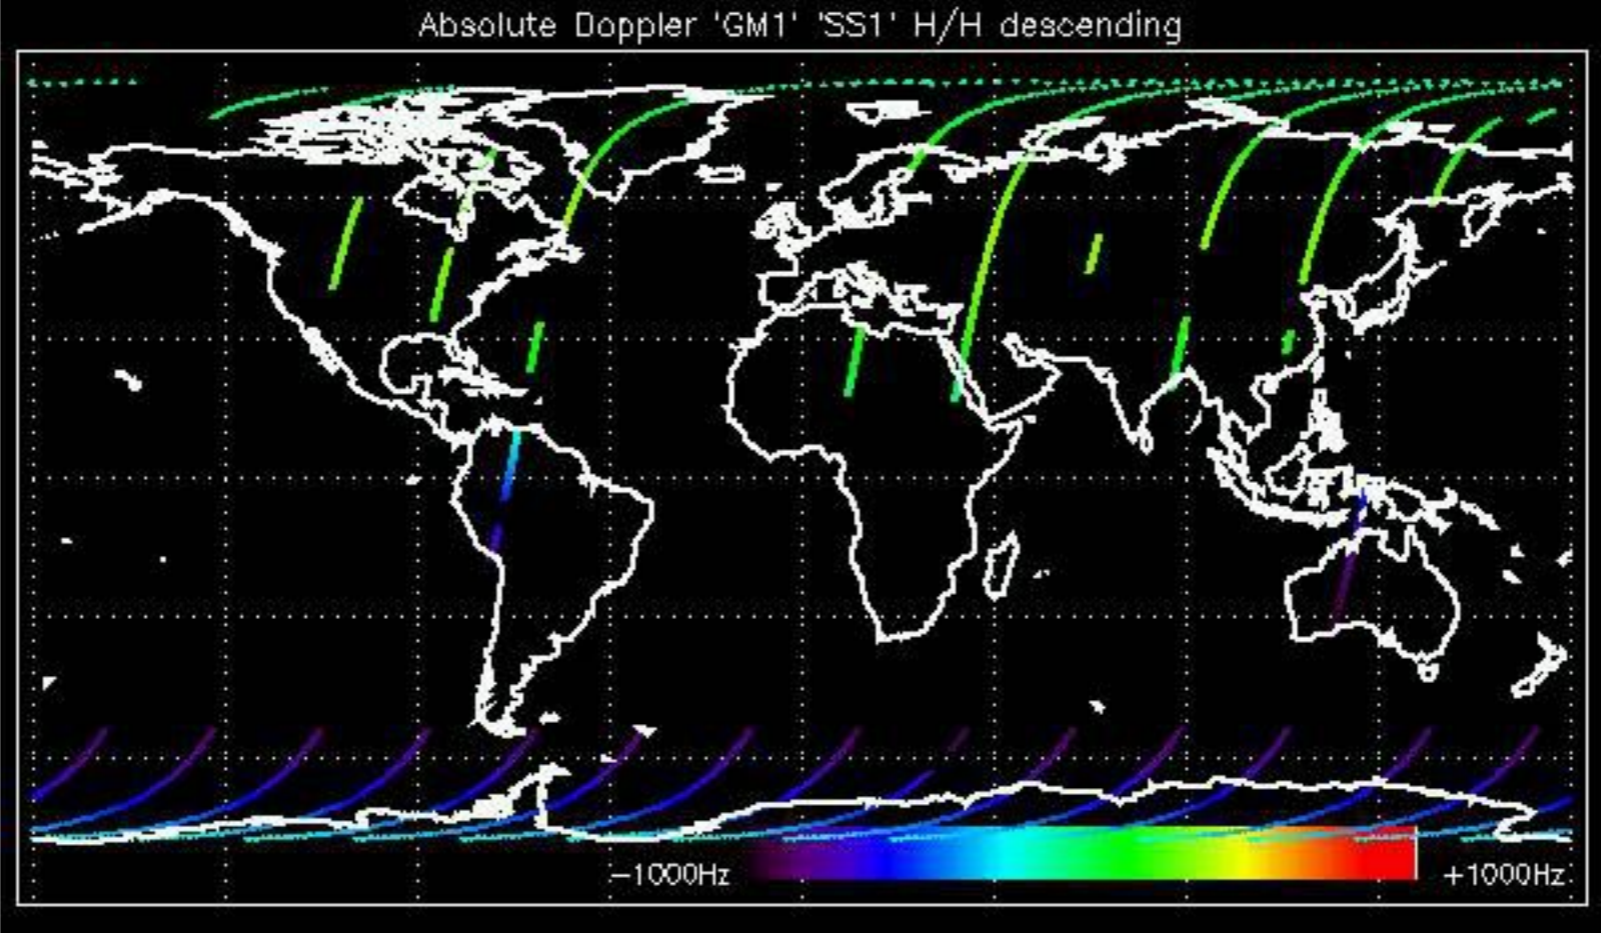 Absolute Doppler 'GM1' 'SS1' H/H descending
−1000Hz
+1000Hz